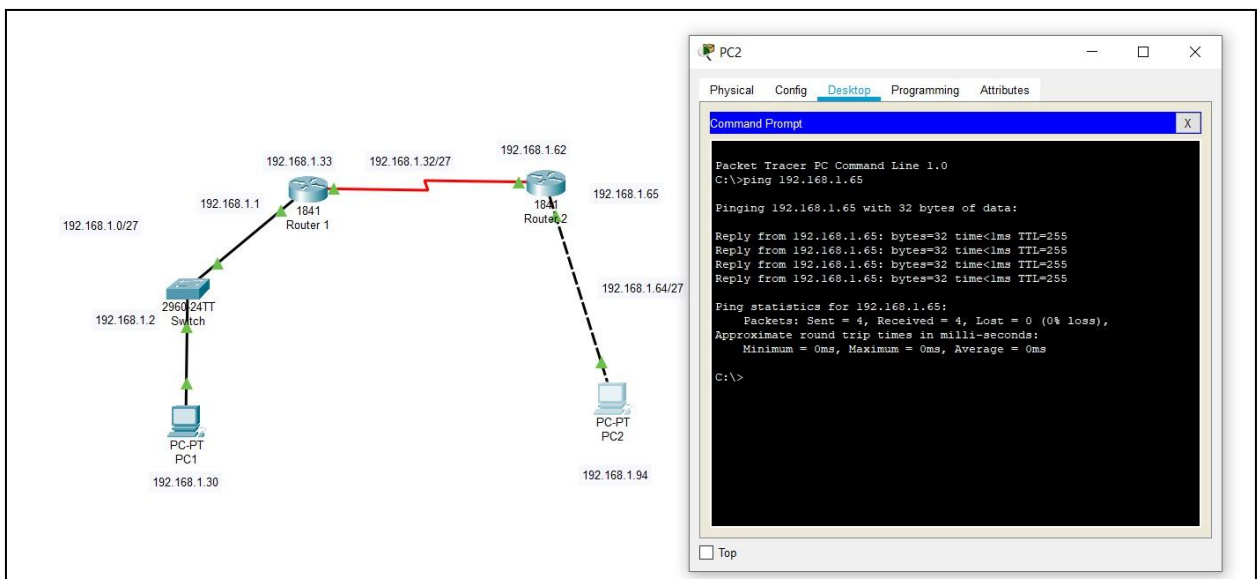 192.168.1.62
192.168.1.33
192.168.1.32/27
192.168.1.65
192.168.1.1
1841
Router 1
1841
Router 2
192.168.1.0/27
192.168.1.64/27
2960-24TT
Switch
192.168.1.2
PC-PT
PC1
192.168.1.30
PC-PT
PC2
192.168.1.94
PC2
Physical Config Desktop Programming Attributes
Command Prompt X
Packet Tracer PC Command Line 1.0
C:\>ping 192.168.1.65
Pinging 192.168.1.65 with 32 bytes of data:
Reply from 192.168.1.65: bytes=32 time<1ms TTL=255
Reply from 192.168.1.65: bytes=32 time<1ms TTL=255
Reply from 192.168.1.65: bytes=32 time<1ms TTL=255
Reply from 192.168.1.65: bytes=32 time<1ms TTL=255
Ping statistics for 192.168.1.65:
Packets: Sent = 4, Received = 4, Lost = 0 (0% loss),
Approximate round trip times in milli-seconds:
Minimum = 0ms, Maximum = 0ms, Average = 0ms
C:\>
Top